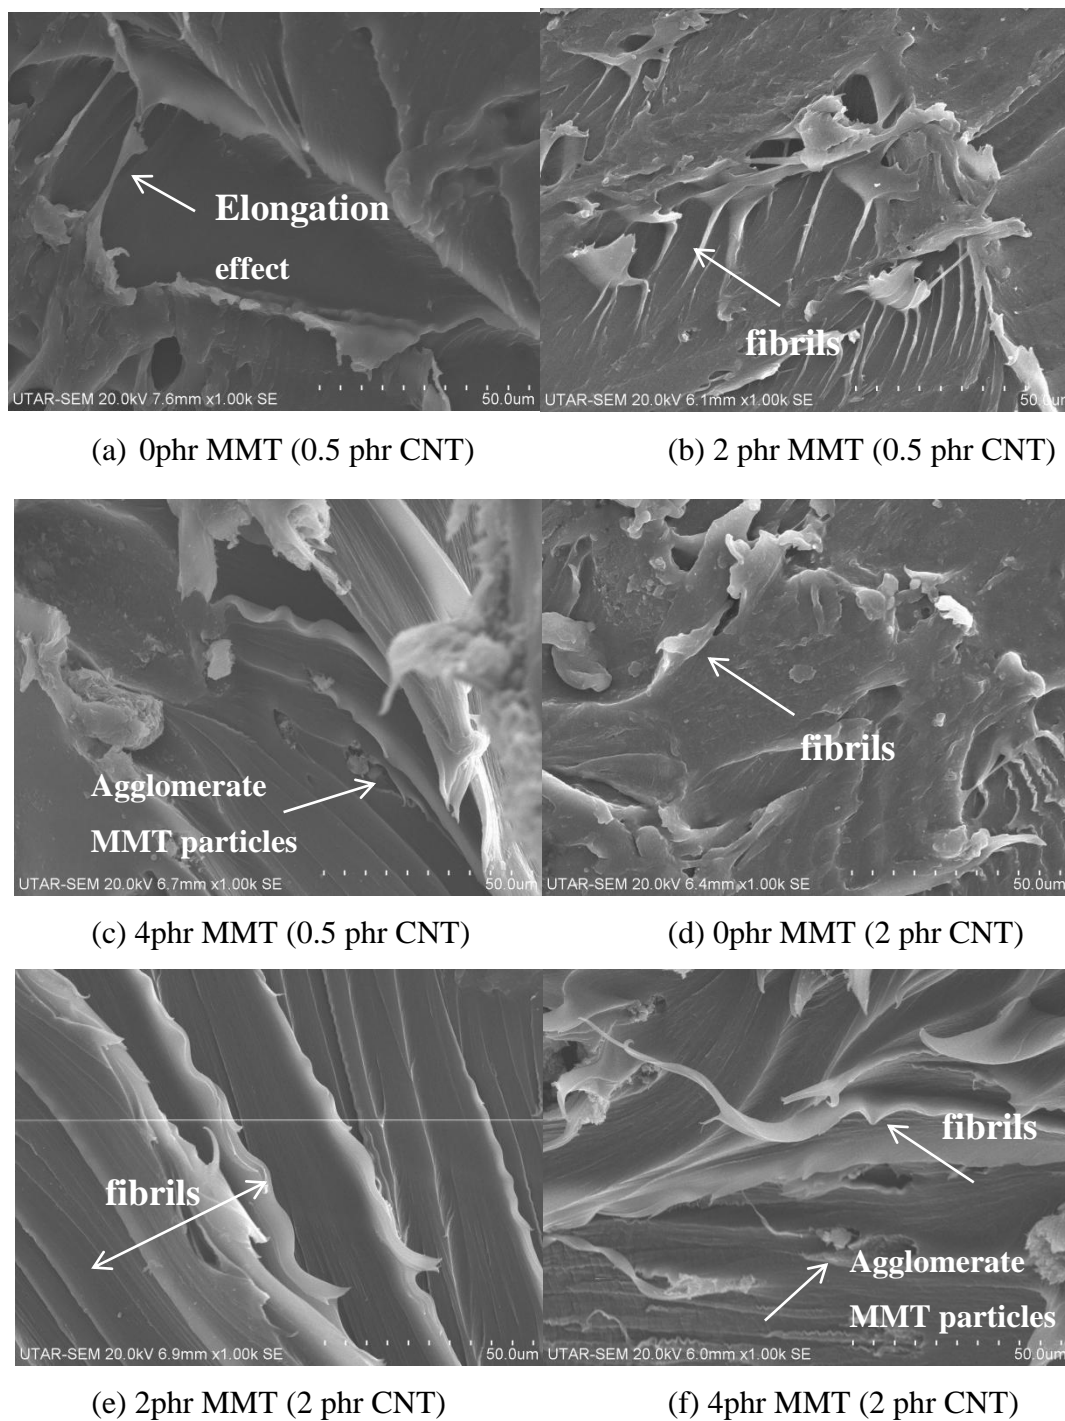 Elongation
effect
UTAR-SEM 20.0kV 7.6mm x1.00k SE 50.0um
fibrils
UTAR-SEM 20.0kV 6.1mm x1.00k SE 50.0um
(a) 0phr MMT (0.5 phr CNT)
(b) 2 phr MMT (0.5 phr CNT)
Agglomerate
MMT particles
UTAR-SEM 20.0kV 6.7mm x1.00k SE 50.0um
fibrils
UTAR-SEM 20.0kV 6.4mm x1.00k SE 50.0um
(c) 4phr MMT (0.5 phr CNT)
(d) 0phr MMT (2 phr CNT)
fibrils
UTAR-SEM 20.0kV 6.9mm x1.00k SE 50.0um
fibrils
Agglomerate
MMT particles
UTAR-SEM 20.0kV 6.0mm x1.00k SE 50.0um
(e) 2phr MMT (2 phr CNT)
(f) 4phr MMT (2 phr CNT)